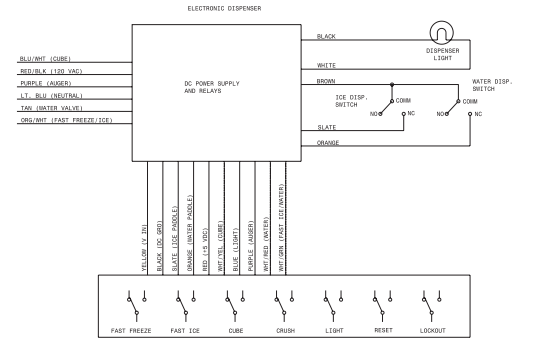 ELECTRONIC DISPENSER
BLACK
DISPENSER
LIGHT
WHITE
BLU/WHT (CUBE)
RED/BLK (120 VAC)
PURPLE (AUGER)
LT. BLU (NEUTRAL)
TAN (WATER VALVE)
ORG/WHT (FAST FREEZE/ICE)
DC POWER SUPPLY
AND RELAYS
BROWN
WATER DISP.
SWITCH
ICE DISP.
SWITCH
COMM
COMM
NO
NC
NO
NC
SLATE
ORANGE
YELLOW (V IN)
BLACK (DC GRO)
SLATE (ICE PADDLE)
ORANGE (WATER PADDLE)
RED (+5 VDC)
WHT/YEL (CUBE)
BLUE (LIGHT)
PURPLE (AUGER)
WHT/RED (WATER)
WHT/GRN (FAST ICE/WATER)
FAST FREEZE
FAST ICE
CUBE
CRUSH
LIGHT
RESET
LOCKOUT